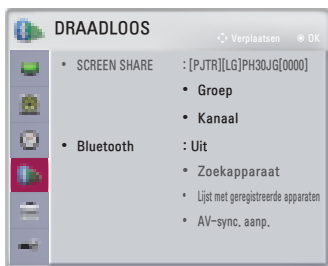 DRAADLOOS
Verplaatsen OK
• SCREEN SHARE : [PJTR][LG]PH30JG[0000]
• Groep
• Kanaal
• Bluetooth : Uit
• Zoekapparaat
• Lijst met geregistreerde apparaten
• AV-sync. aanp.